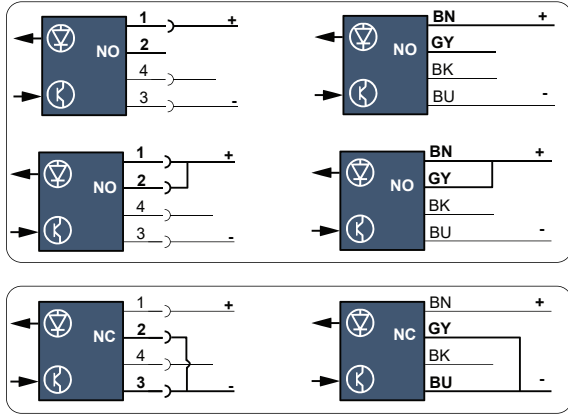 1 +
NO 2
4
3 -
BN +
NO GY
BK
BU -
1 +
NO 2
4
3 -
BN +
NO GY
BK
BU -
1 +
NC 2
4
3 -
BN +
NC GY
BK
BU -